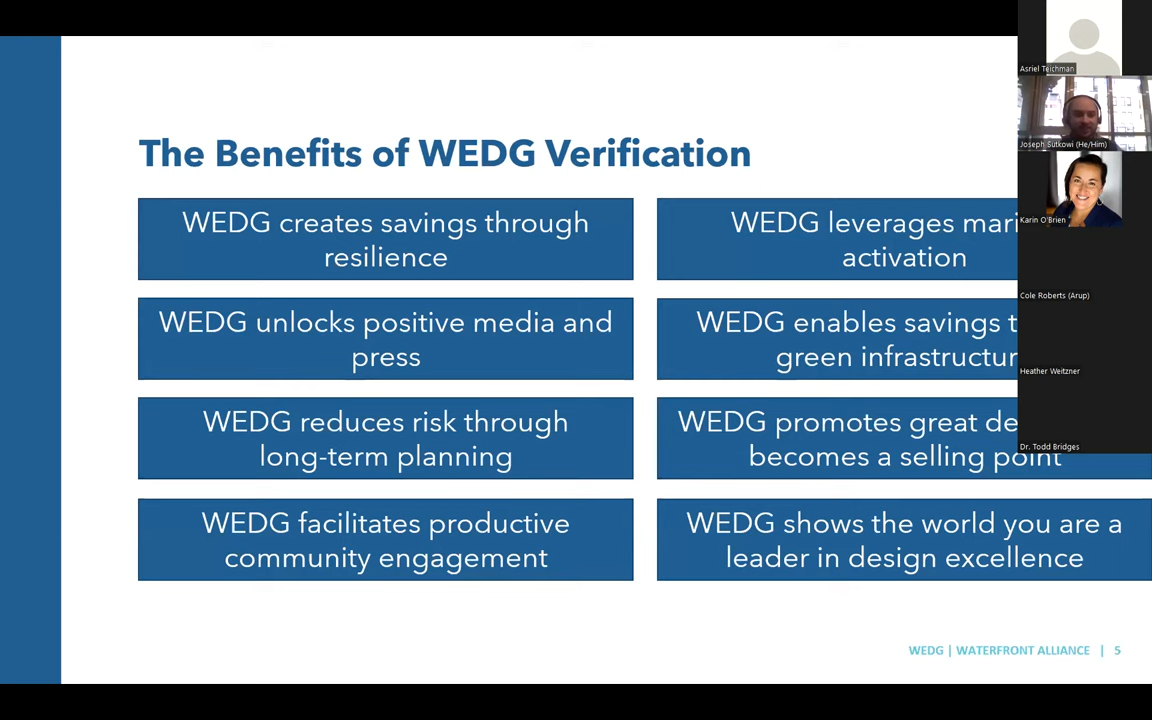 The Benefits of WEDG Verification
WEDG creates savings through
resilience
WEDG leverages
activation
WEDG unlocks positive media and
press
WEDG enables savings
green
WEDG reduces risk through
long-term planning
WEDG promotes great
becomes a selling point
WEDG facilitates productive
community engagement
WEDG shows the world you are a
leader in design excellence
WEDG | WATERFRONT ALLIANCE | 5
Asriel Teichman
Joseph Sutkowi (He/Him)
Karin O'Brien
Cole Roberts (Arup)
Heather Weitzner
Dr. Todd Bridges